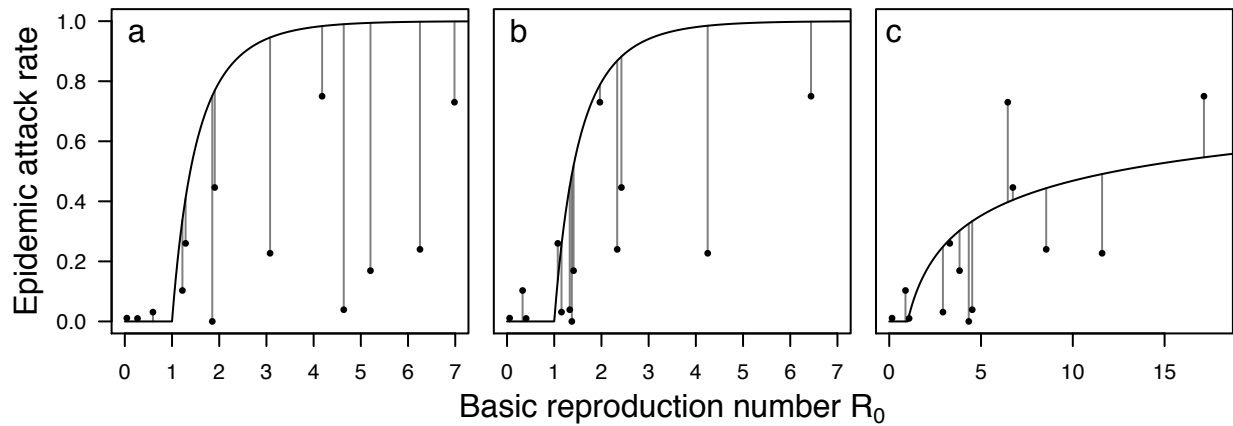 a b c
Epidemic attack rate
1.0
0.8
0.6
0.4
0.2
0.0
0 1 2 3 4 5 6 7 0 1 2 3 4 5 6 7 0 5 10 15
Basic reproduction number R₀